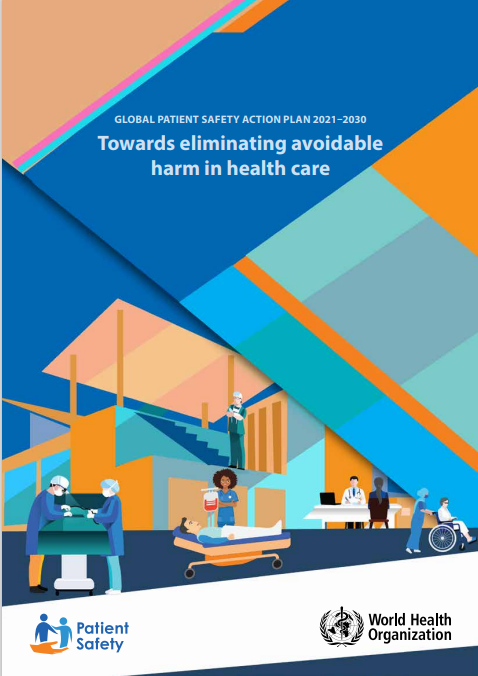 GLOBAL PATIENT SAFETY ACTION PLAN 2021–2030
Towards eliminating avoidable
harm in health care
Patient
Safety
World Health
Organization